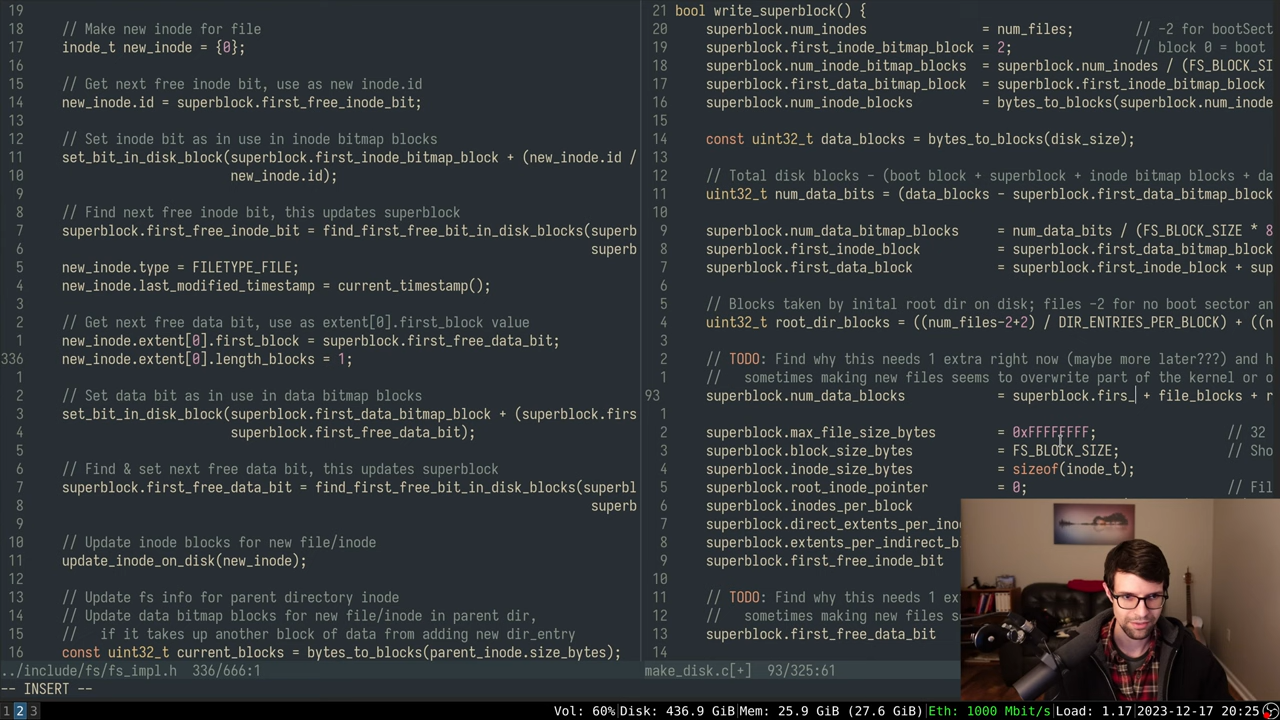 19
18 // Make new inode for file
17 inode_t new_inode = {0};
16
15 // Get next free inode bit, use as new_inode.id
14 new_inode.id = superblock.first_free_inode_bit;
13
12 // Set inode bit as in use in inode bitmap blocks
11 set_bit_in_disk_block(superblock.first_inode_bitmap_block + (new_inode.id /
10 new_inode.id);
9
8 // Find next free inode bit, this updates superblock
7 superblock.first_free_inode_bit = find_first_free_bit_in_disk_blocks(superb
6 superb
5 new_inode.type = FILETYPE_FILE;
4 new_inode.last_modified_timestamp = current_timestamp();
3
2 // Get next free data bit, use as extent[0].first_block value
1 new_inode.extent[0].first_block = superblock.first_free_data_bit;
336 new_inode.extent[0].length_blocks = 1;
1
2 // Set data bit as in use in data bitmap blocks
3 set_bit_in_disk_block(superblock.first_data_bitmap_block + (superblock.firs
4 superblock.first_free_data_bit);
5
6 // Find & set next free data bit, this updates superblock
7 superblock.first_free_data_bit = find_first_free_bit_in_disk_blocks(superbl
8 superb
9
10 // Update inode blocks for new file/inode
11 update_inode_on_disk(new_inode);
12
13 // Update fs info for parent directory inode
14 // Update data bitmap blocks for new file/inode in parent dir,
15 // if it takes up another block of data from adding new dir_entry
16 const uint32_t current_blocks = bytes_to_blocks(parent_inode.size_bytes);
../include/fs/fs_impl.h 336/666:1
21 bool write_superblock() {
20 superblock.num_inodes = num_files; // -2 for bootSect
19 superblock.first_inode_bitmap_block = 2; // block 0 = boot
18 superblock.num_inode_bitmap_blocks = superblock.num_inodes / (FS_BLOCK_SI
17 superblock.first_data_bitmap_block = superblock.first_inode_bitmap_block
16 superblock.num_inode_blocks = bytes_to_blocks(superblock.num_inode
15
14 const uint32_t data_blocks = bytes_to_blocks(disk_size);
13
12 // Total disk blocks - (boot block + superblock + inode bitmap blocks + da
11 uint32_t num_data_bits = (data_blocks - superblock.first_data_bitmap_block
10
9 superblock.num_data_bitmap_blocks = num_data_bits / (FS_BLOCK_SIZE * 8
8 superblock.first_inode_block = superblock.first_data_bitmap_block
7 superblock.first_data_block = superblock.first_inode_block + sup
6
5 // Blocks taken by inital root dir on disk; files -2 for no boot sector an
4 uint32_t root_dir_blocks = ((num_files-2+2) / DIR_ENTRIES_PER_BLOCK) + ((n
3
2 // TODO: Find why this needs 1 extra right now (maybe more later???) and h
1 // sometimes making new files seems to overwrite part of the kernel or o
93 superblock.num_data_blocks = superblock.firs_ + file_blocks + r
1
2 superblock.max_file_size_bytes = 0xFFFFFFFF; // 32
3 superblock.block_size_bytes = FS_BLOCK_SIZE; // Sho
4 superblock.inode_size_bytes = sizeof(inode_t);
5 superblock.root_inode_pointer = 0; // Fil
6 superblock.inodes_per_block
7 superblock.direct_extents_per_ino
8 superblock.extents_per_indirect_b
9 superblock.first_free_inode_bit
10
11 // TODO: Find why this needs 1 ex
12 // sometimes making new files s
13 superblock.first_free_data_bit
14
make_disk.c[+] 93/325:61
-- INSERT --
1 2 3 Vol: 60%|Disk: 436.9 GiB|Mem: 25.9 GiB (27.6 GiB)|Eth: 1000 Mbit/s|Load: 1.17|2023-12-17 20:25